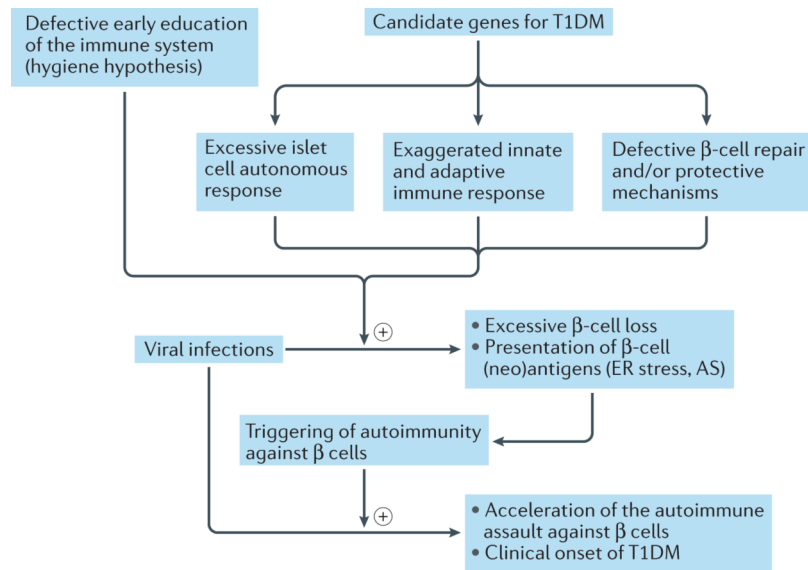 Defective early education
of the immune system
(hygiene hypothesis)
Candidate genes for T1DM
Excessive islet
cell autonomous
response
Exaggerated innate
and adaptive
immune response
Defective β-cell repair
and/or protective
mechanisms
+
Viral infections
• Excessive β-cell loss
• Presentation of β-cell
(neo)antigens (ER stress, AS)
Triggering of autoimmunity
against β cells
+
• Acceleration of the autoimmune
assault against β cells
• Clinical onset of T1DM